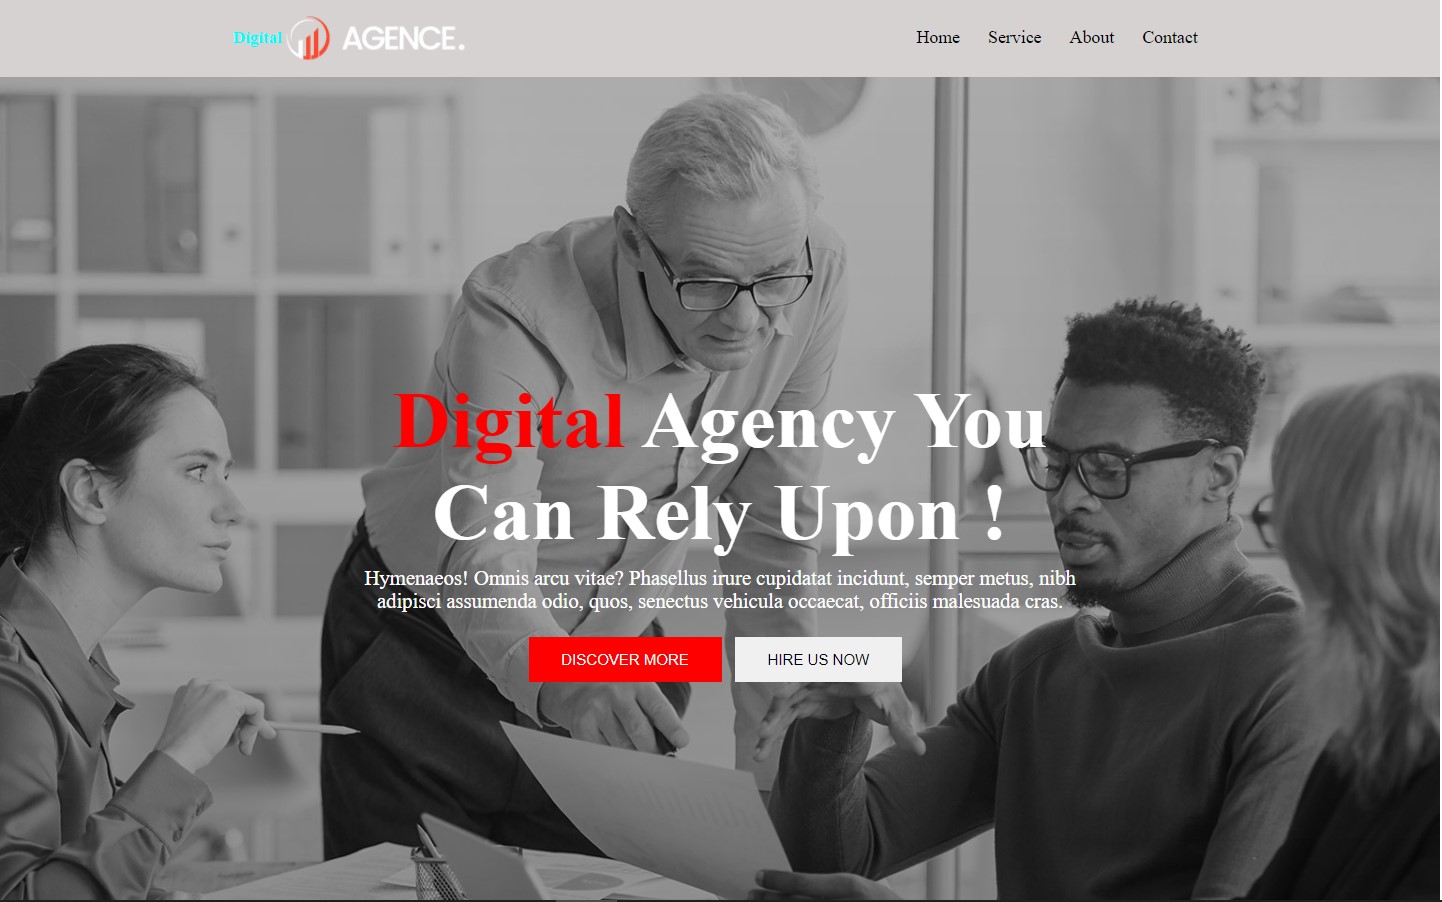 Digital AGENCE.
Home Service About Contact
Digital Agency You
Can Rely Upon !
Hymenaeos! Omnis arcu vitae? Phasellus irure cupidatat incidunt, semper metus, nibh
adipisci assumenda odio, quos, senectus vehicula occaecat, officiis malesuada cras.
DISCOVER MORE HIRE US NOW